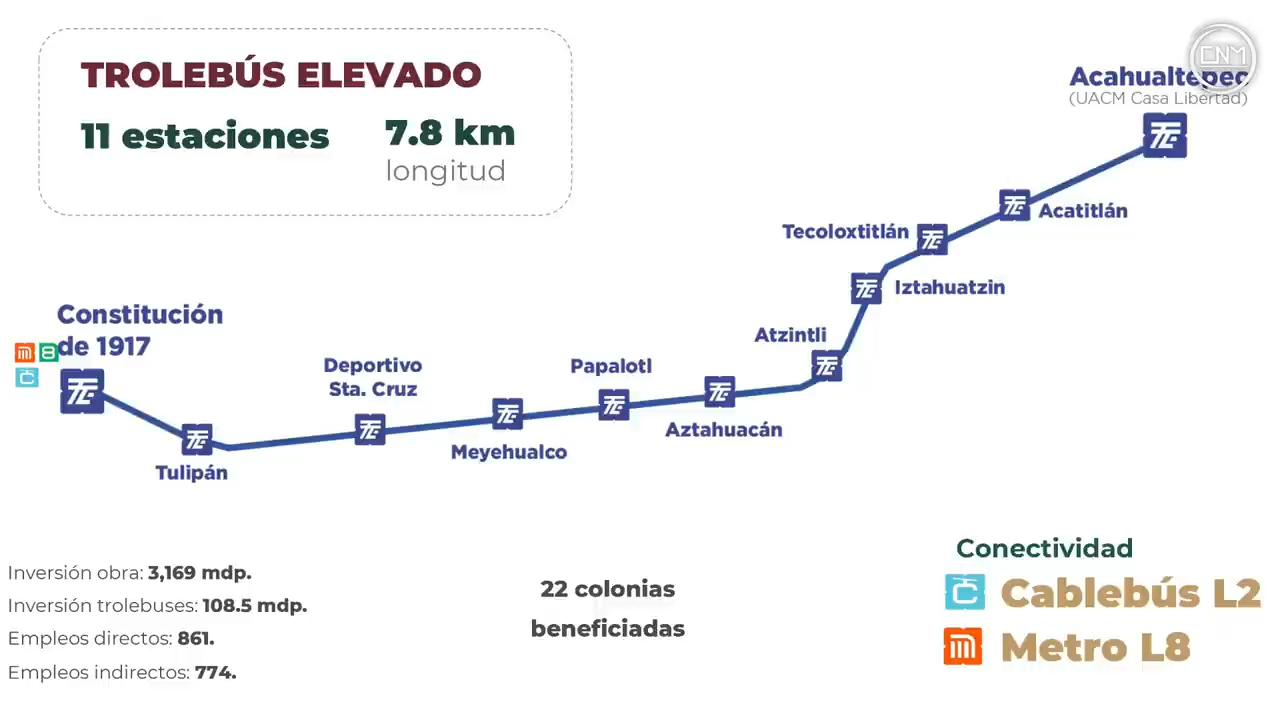 TROLEBÚS ELEVADO
11 estaciones
7.8 km
longitud
CNM
Acahualtepec
(UACM Casa Libertad)
Acatitlán
Tecoloxtitlán
Iztahuatzin
Atzintli
Constitución
de 1917
8
Deportivo
Sta. Cruz
Papalotl
Aztahuacán
Meyehualco
Tulipán
Inversión obra: 3,169 mdp.
Inversión trolebuses: 108.5 mdp.
Empleos directos: 861.
Empleos indirectos: 774.
22 colonias
beneficiadas
Conectividad
Cablebús L2
Metro L8